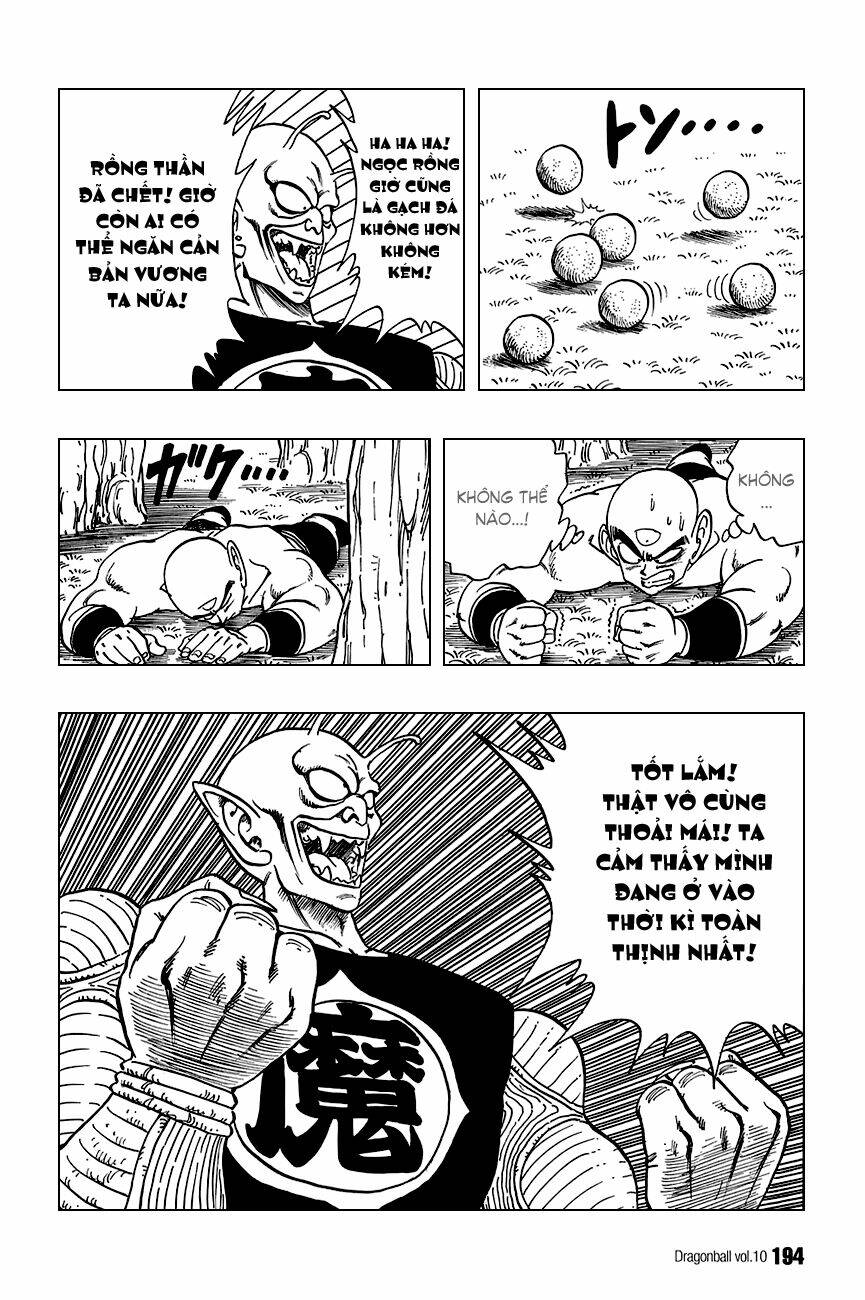 HA HA HA!
NGỌC RỒNG
GIỜ CŨNG
LÀ GẠCH ĐÁ
KHÔNG HƠN
KHÔNG
KÉM!
RỒNG THẦN
ĐÃ CHẾT! GIỜ
CÒN AI CÓ
THỂ NGĂN CẢN
BẢN VƯƠNG
TA NỮA!
トン・・・・
ガク・・・・
KHÔNG THỂ
NÀO...!
KHÔNG
...
TỐT LẮM!
THẬT VÔ CÙNG
THOẢI MÁI! TA
CẢM THẤY MÌNH
ĐANG Ở VÀO
THỜI KÌ TOÀN
THỊNH NHẤT!
魔
Dragonball vol.10 194